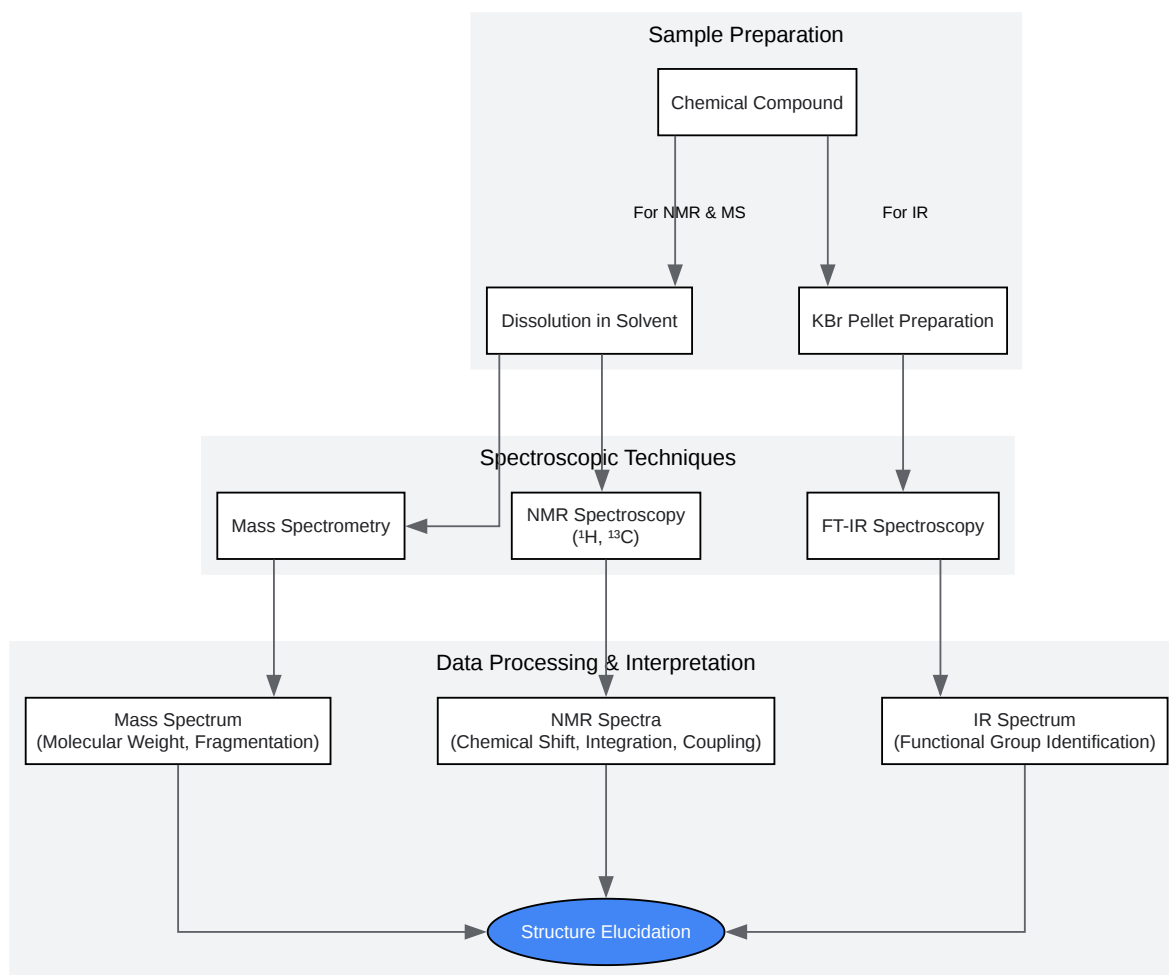 Sample Preparation
Chemical Compound
For NMR & MS
For IR
Dissolution in Solvent
KBr Pellet Preparation
Spectroscopic Techniques
Mass Spectrometry
NMR Spectroscopy
(¹H, ¹³C)
FT-IR Spectroscopy
Data Processing & Interpretation
Mass Spectrum
(Molecular Weight, Fragmentation)
NMR Spectra
(Chemical Shift, Integration, Coupling)
IR Spectrum
(Functional Group Identification)
Structure Elucidation